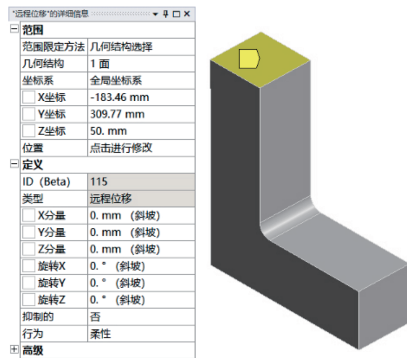 "远程位移"的详细信息
范围
范围限定方法 几何结构选择
几何结构 1 面
坐标系 全局坐标系
X坐标 -183.46 mm
Y坐标 309.77 mm
Z坐标 50. mm
位置 点击进行修改
定义
ID (Beta) 115
类型 远程位移
X分量 0. mm (斜坡)
Y分量 0. mm (斜坡)
Z分量 0. mm (斜坡)
旋转X 0. ° (斜坡)
旋转Y 0. ° (斜坡)
旋转Z 0. ° (斜坡)
抑制的 否
行为 柔性
高级